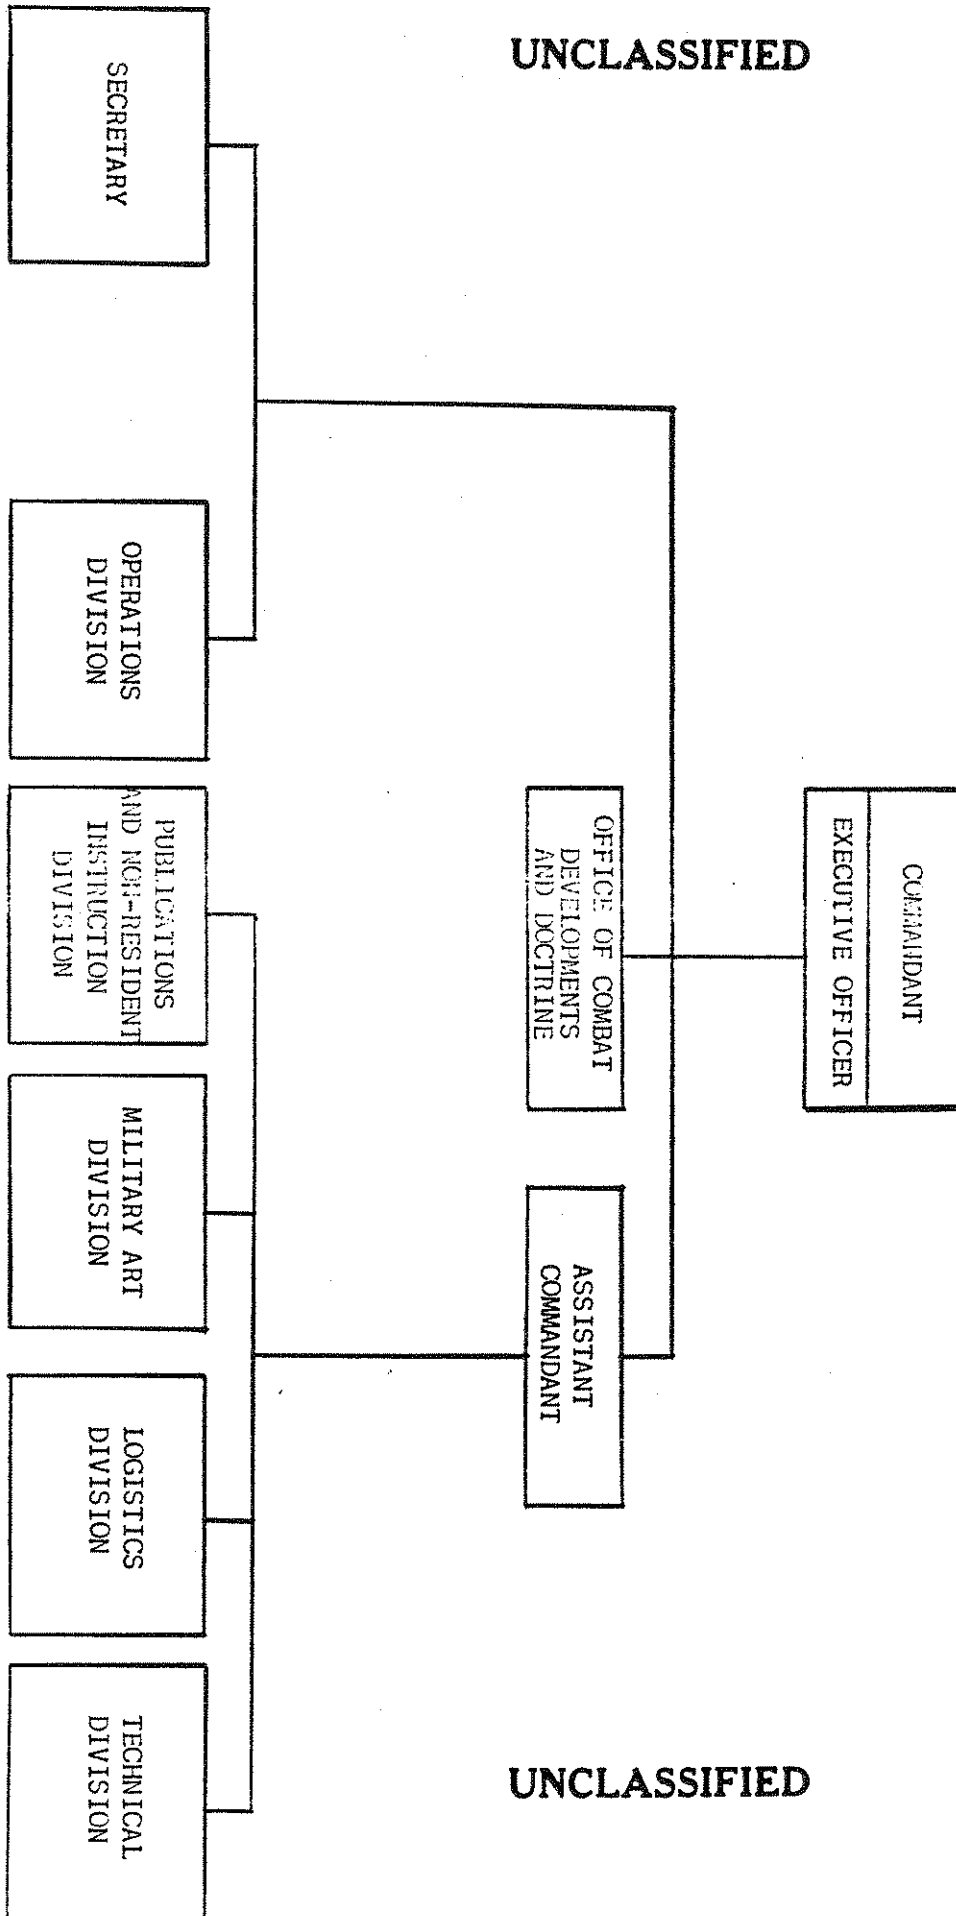 UNCLASSIFIED
COMMANDANT
EXECUTIVE OFFICER
OFFICE OF COMBAT
DEVELOPMENTS
AND DOCTRINE
ASSISTANT
COMMANDANT
SECRETARY
OPERATIONS
DIVISION
PUBLICATIONS
AND NON-RESIDENT
INSTRUCTION
DIVISION
MILITARY ART
DIVISION
LOGISTICS
DIVISION
TECHNICAL
DIVISION
UNCLASSIFIED